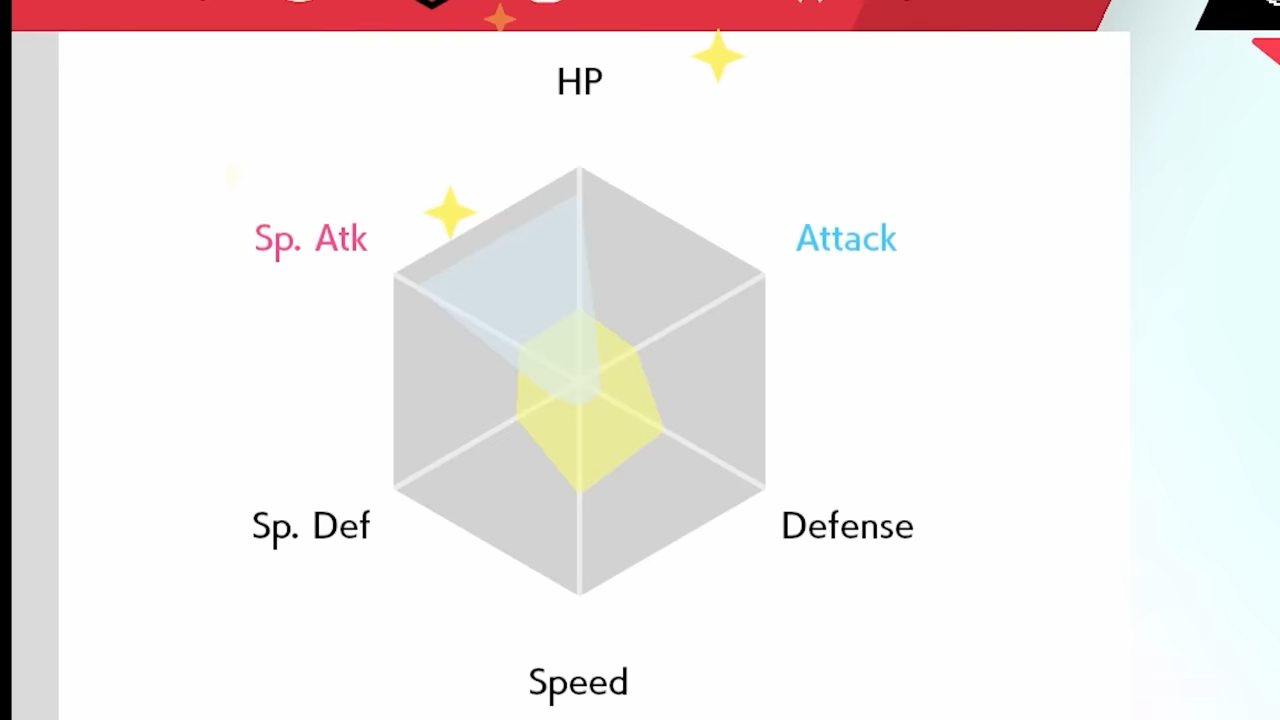 HP
Sp. Atk
Attack
Sp. Def
Defense
Speed